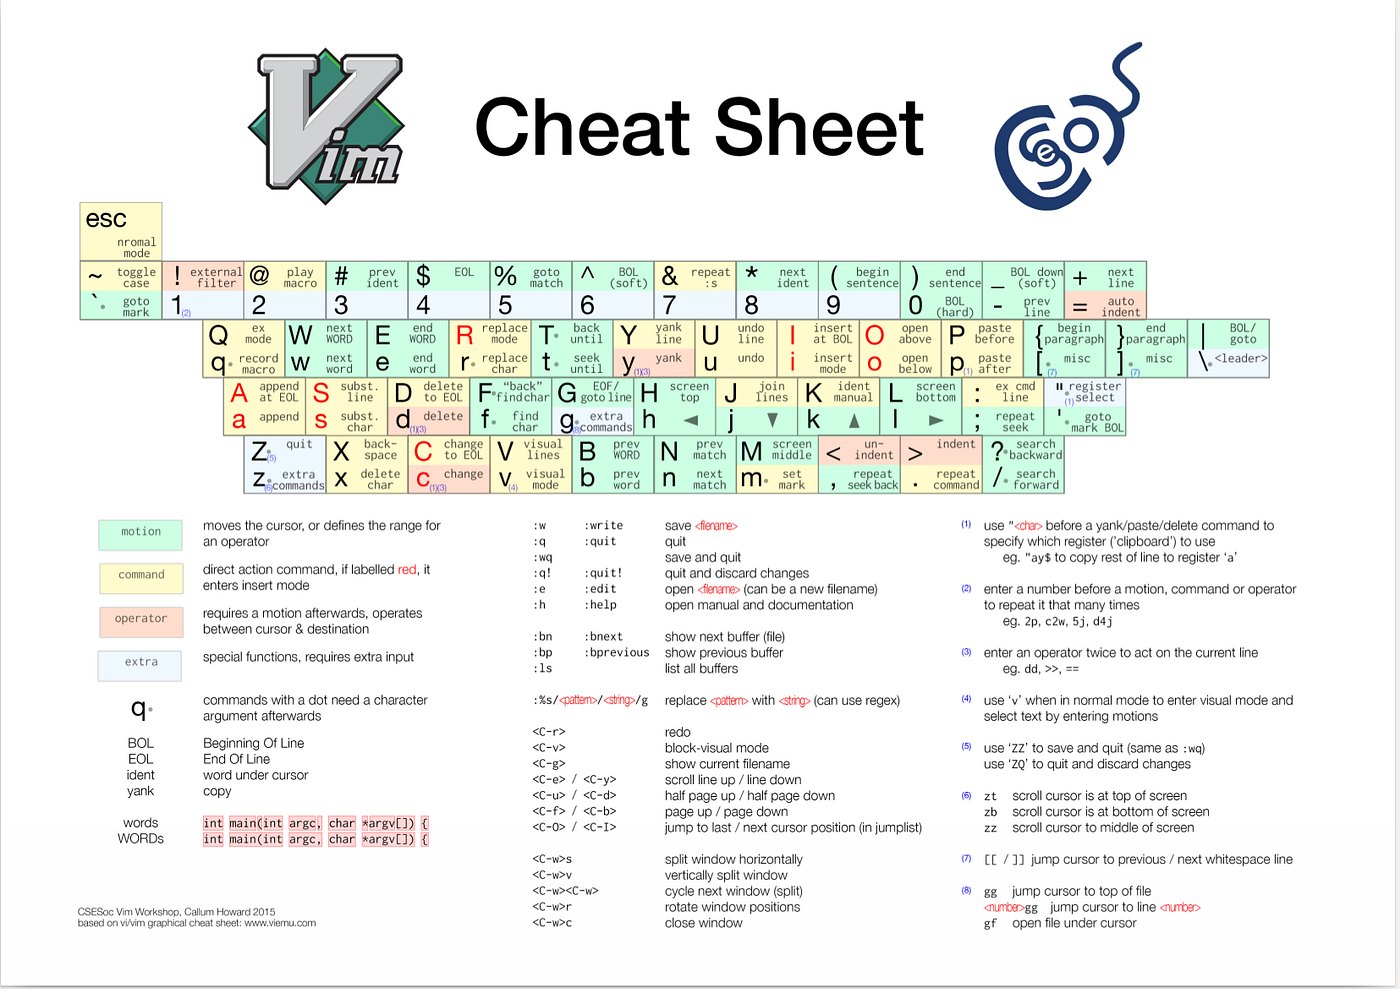 Vim
Cheat Sheet
CSESoc
esc
nromal mode
~ toggle case
! external filter
@ play macro
# prev ident
$ EOL
% goto match
^ BOL (soft)
& repeat :s
* next ident
( begin sentence
) end sentence
_ BOL down (soft)
+ next line
` goto mark
1 (2)
2
3
4
5
6
7
8
9
0 BOL (hard)
- prev line
= auto indent
Q ex mode
W next WORD
E end WORD
R replace mode
T back until
Y yank line
U undo line
I insert at BOL
O open above
P paste before
{ begin paragraph
} end paragraph
| BOL/ goto
q record macro
w next word
e end word
r replace char
t seek until
y (1)(3) yank
u undo
i insert mode
o open below
p (1) paste after
[ (7) misc
] (7) misc
\ <leader>
A append at EOL
S subst. line
D delete to EOL
F "back" findchar
G EOF/ goto line
H screen top
J join lines
K ident manual
L screen bottom
: ex cmd line
" (1) register select
a append
s subst. char
d (1)(3) delete
f find char
g (8) extra commands
h ◄
j ▼
k ▲
l ►
; repeat seek
' goto mark BOL
Z (5) quit
X back-space
C change to EOL
V visual lines
B prev WORD
N prev match
M screen middle
< un-indent
> indent
? search backward
z (6) extra commands
x delete char
c (1)(3) change
v (4) visual mode
b prev word
n next match
m set mark
, repeat seek back
. repeat command
/ search forward
motion moves the cursor, or defines the range for
an operator
command direct action command, if labelled red, it
enters insert mode
operator requires a motion afterwards, operates
between cursor & destination
extra special functions, requires extra input
q commands with a dot need a character
argument afterwards
BOL Beginning Of Line
EOL End Of Line
ident word under cursor
yank copy
words int main(int argc, char *argv[]) {
WORDs int main(int argc, char *argv[]) {
CSESoc Vim Workshop, Callum Howard 2015
based on vi/vim graphical cheat sheet: www.viemu.com
:w :write save <filename>
:q :quit quit
:wq save and quit
:q! :quit! quit and discard changes
:e :edit open <filename> (can be a new filename)
:h :help open manual and documentation
:bn :bnext show next buffer (file)
:bp :bprevious show previous buffer
:ls list all buffers
:%s/<pattern>/<string>/g replace <pattern> with <string> (can use regex)
<C-r> redo
<C-v> block-visual mode
<C-g> show current filename
<C-e> / <C-y> scroll line up / line down
<C-u> / <C-d> half page up / half page down
<C-f> / <C-b> page up / page down
<C-O> / <C-I> jump to last / next cursor position (in jumplist)
<C-w>s split window horizontally
<C-w>v vertically split window
<C-w><C-w> cycle next window (split)
<C-w>r rotate window positions
<C-w>c close window
(1) use "<char> before a yank/paste/delete command to
specify which register ('clipboard') to use
eg. "ay$ to copy rest of line to register 'a'
(2) enter a number before a motion, command or operator
to repeat it that many times
eg. 2p, c2w, 5j, d4j
(3) enter an operator twice to act on the current line
eg. dd, >>, ==
(4) use 'v' when in normal mode to enter visual mode and
select text by entering motions
(5) use 'ZZ' to save and quit (same as :wq)
use 'ZQ' to quit and discard changes
(6) zt scroll cursor is at top of screen
zb scroll cursor is at bottom of screen
zz scroll cursor to middle of screen
(7) [[ / ]] jump cursor to previous / next whitespace line
(8) gg jump cursor to top of file
<number>gg jump cursor to line <number>
gf open file under cursor